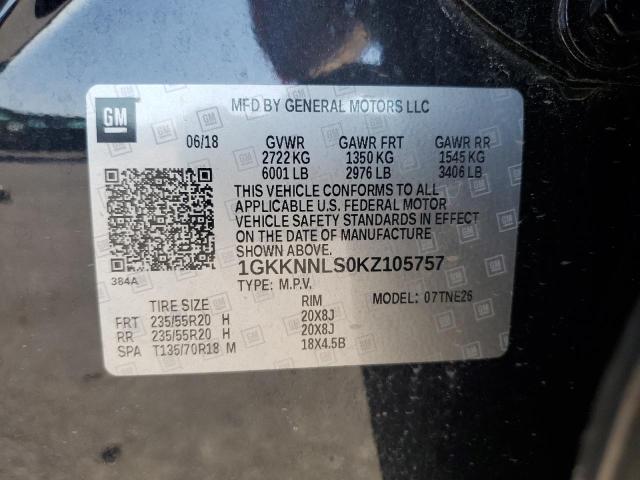 GM
MFD BY GENERAL MOTORS LLC
06/18 GVWR GAWR FRT GAWR RR
2722 KG 1350 KG 1545 KG
6001 LB 2976 LB 3406 LB
THIS VEHICLE CONFORMS TO ALL
APPLICABLE U.S. FEDERAL MOTOR
VEHICLE SAFETY STANDARDS IN EFFECT
ON THE DATE OF MANUFACTURE
SHOWN ABOVE.
1GKKNNLS0KZ105757
384A
TYPE: M.P.V. MODEL: 07TNE26
TIRE SIZE RIM
FRT 235/55R20 H 20X8J
RR 235/55R20 H 20X8J
SPA T135/70R18 M 18X4.5B